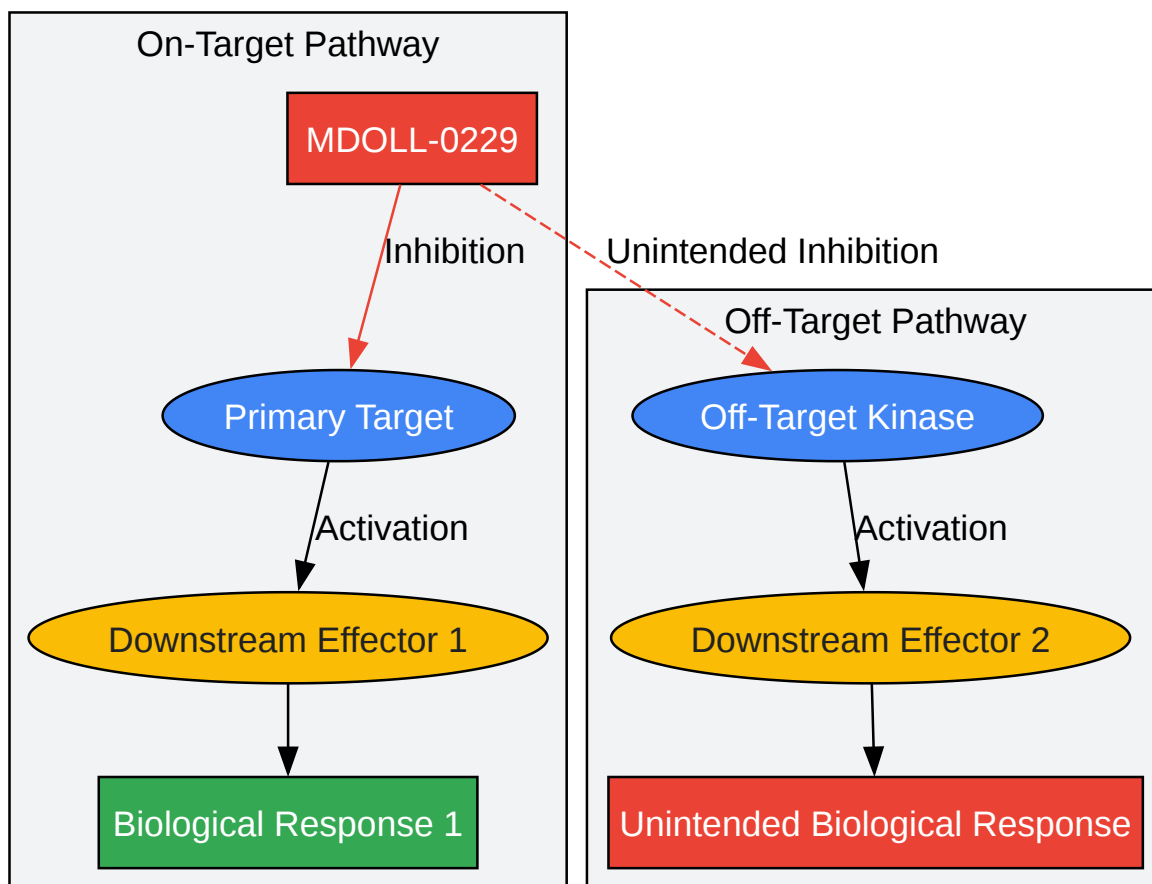 On-Target Pathway
MDOLL-0229
Inhibition
Unintended Inhibition
Off-Target Pathway
Primary Target
Off-Target Kinase
Activation
Activation
Downstream Effector 1
Downstream Effector 2
Biological Response 1
Unintended Biological Response